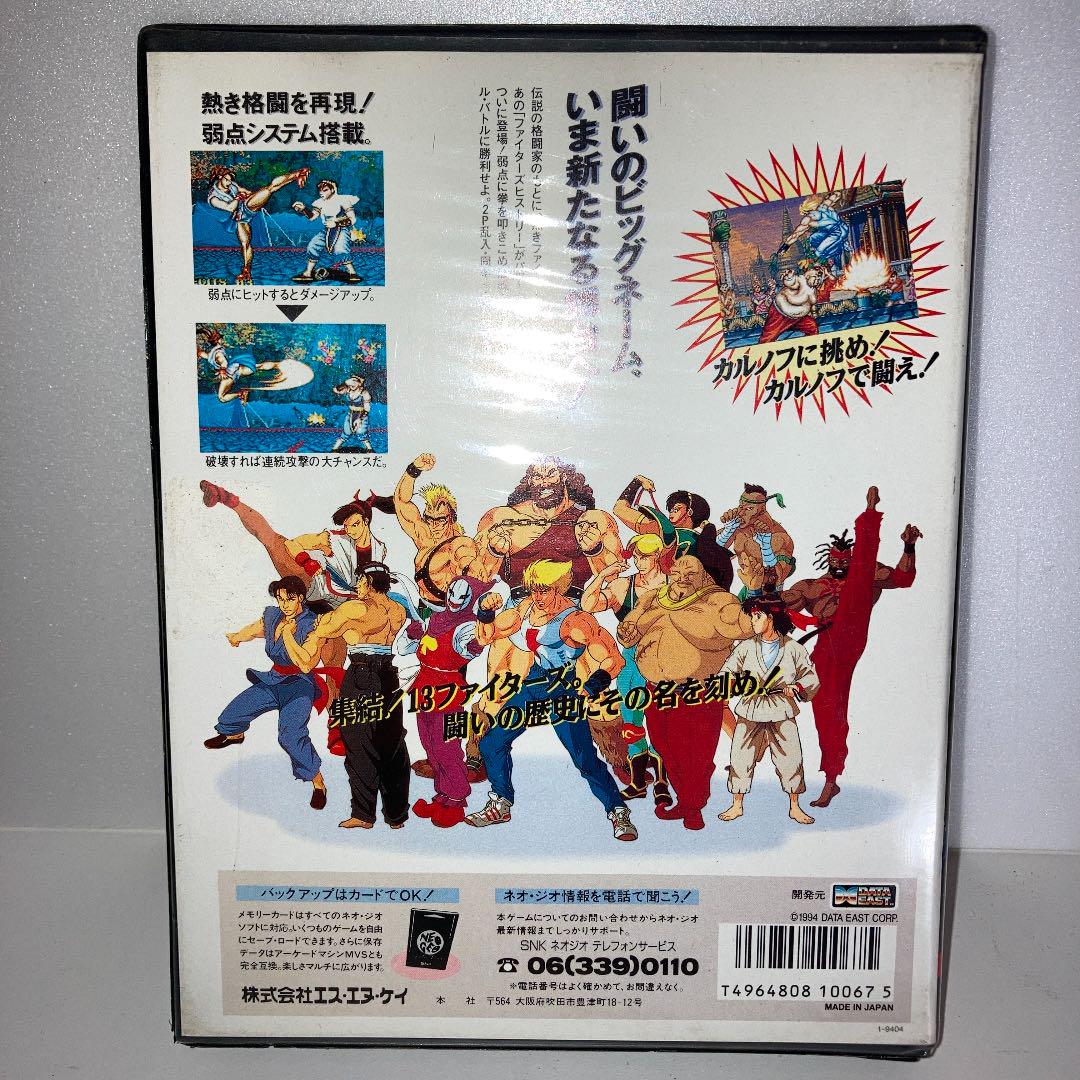 熱き格闘を再現！
弱点システム搭載。
弱点にヒットするとダメージアップ。
破壊すれば連続攻撃の大チャンスだ。
闘いのビッグネーム、
いま新たなる
伝説の格闘家のもとに
あの「ファイターズヒストリー」が
ついに登場！弱点に拳を叩きこめ
ル・バトルに勝利せよ。2P乱入・同
カルノフに挑め！
カルノフで闘え！
集結！13ファイターズ。
闘いの歴史にその名を刻め！
バックアップはカードでOK！
メモリーカードはすべてのネオ・ジオ
ソフトに対応。いくつものゲームを自由
にセーブ・ロードできます。さらに保存
データはアーケードマシンMVSとも
完全互換。楽しさマルチに広がります。
NEO
GEO
ネオ・ジオ情報を電話で聞こう！
本ゲームについてのお問い合わせからネオ・ジオ
最新情報までしっかりサポート。
SNK ネオジオ テレフォンサービス
☎ 06(339)0110
※電話番号はよく確かめて、お間違えなく。
株式会社エス・エヌ・ケイ
本 社 〒564 大阪府吹田市豊津町18-12号
開発元
DATA
EAST
©1994 DATA EAST CORP.
T4964808 10067 5
MADE IN JAPAN
1-9404